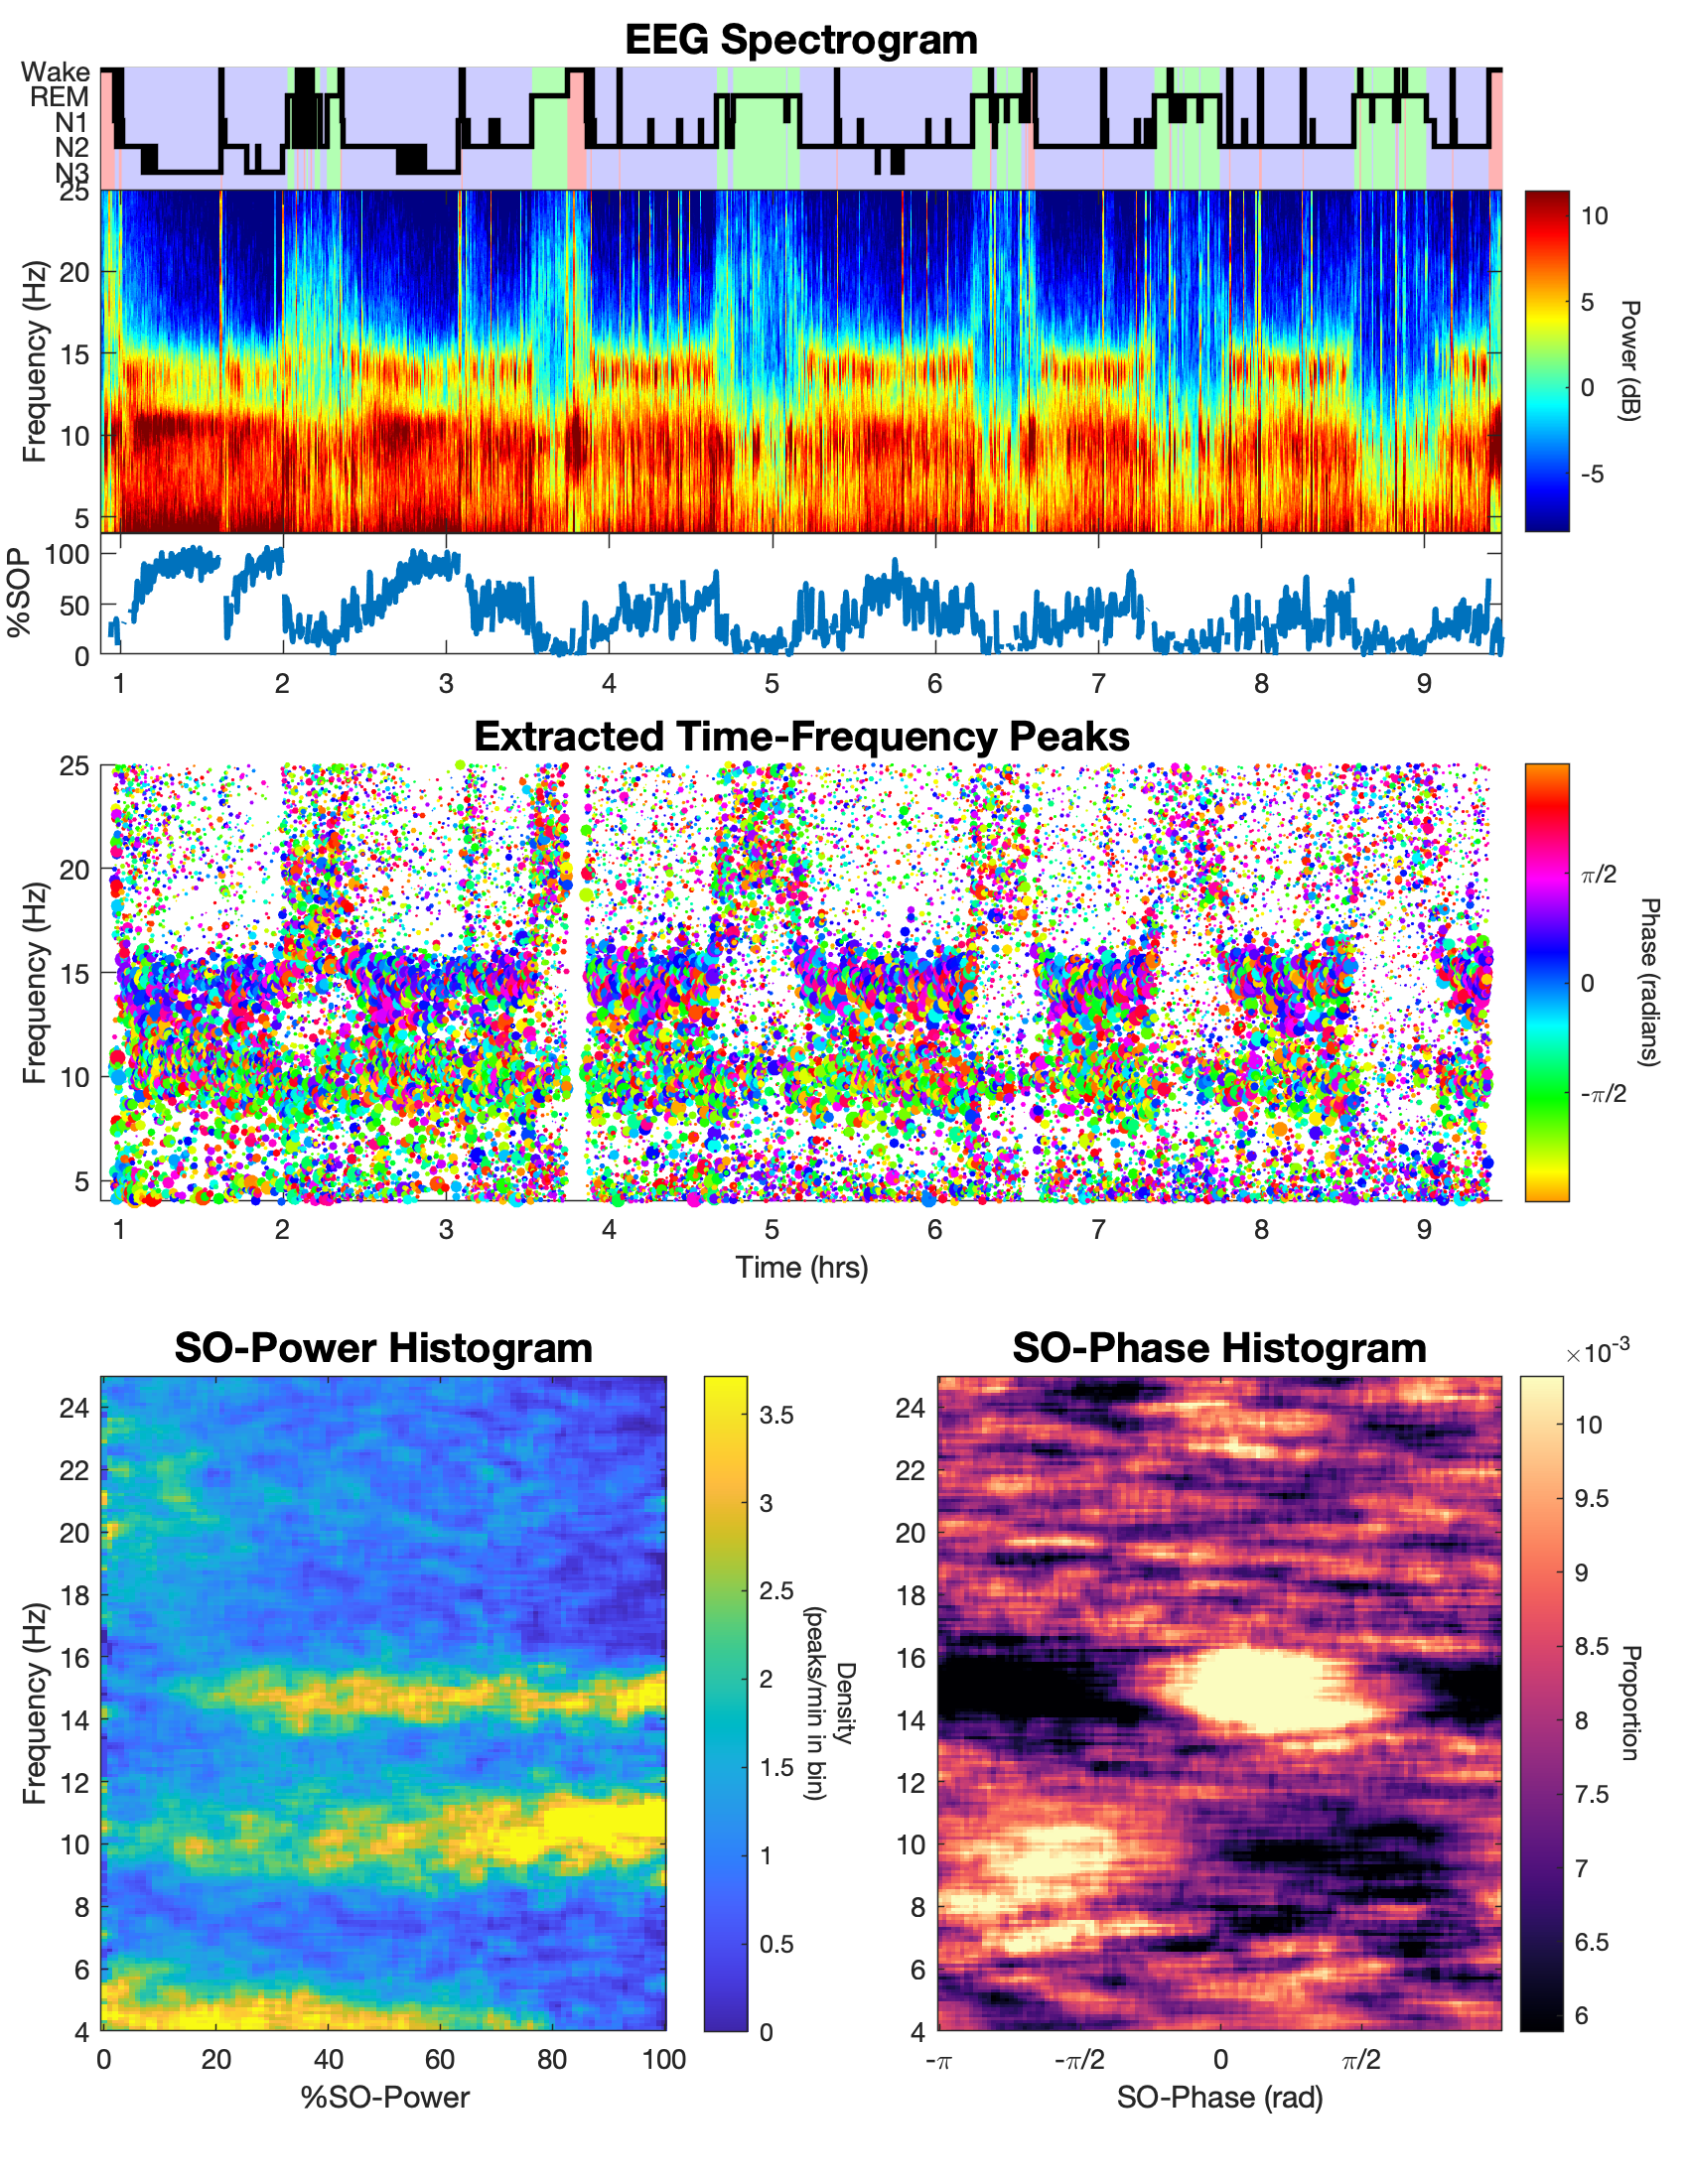 EEG Spectrogram
Wake
REM
N1
N2
N3
25
20
15
10
5
Frequency (Hz)
10
5
0
-5
Power (dB)
100
50
0
%SOP
1 2 3 4 5 6 7 8 9
Extracted Time-Frequency Peaks
25
20
15
10
5
Frequency (Hz)
π/2
0
-π/2
Phase (radians)
1 2 3 4 5 6 7 8 9
Time (hrs)
SO-Power Histogram
24
22
20
18
16
14
12
10
8
6
4
Frequency (Hz)
0 20 40 60 80 100
%SO-Power
3.5
3
2.5
2
1.5
1
0.5
0
Density
(peaks/min in bin)
SO-Phase Histogram
24
22
20
18
16
14
12
10
8
6
4
-π -π/2 0 π/2
SO-Phase (rad)
×10-3
10
9.5
9
8.5
8
7.5
7
6.5
6
Proportion